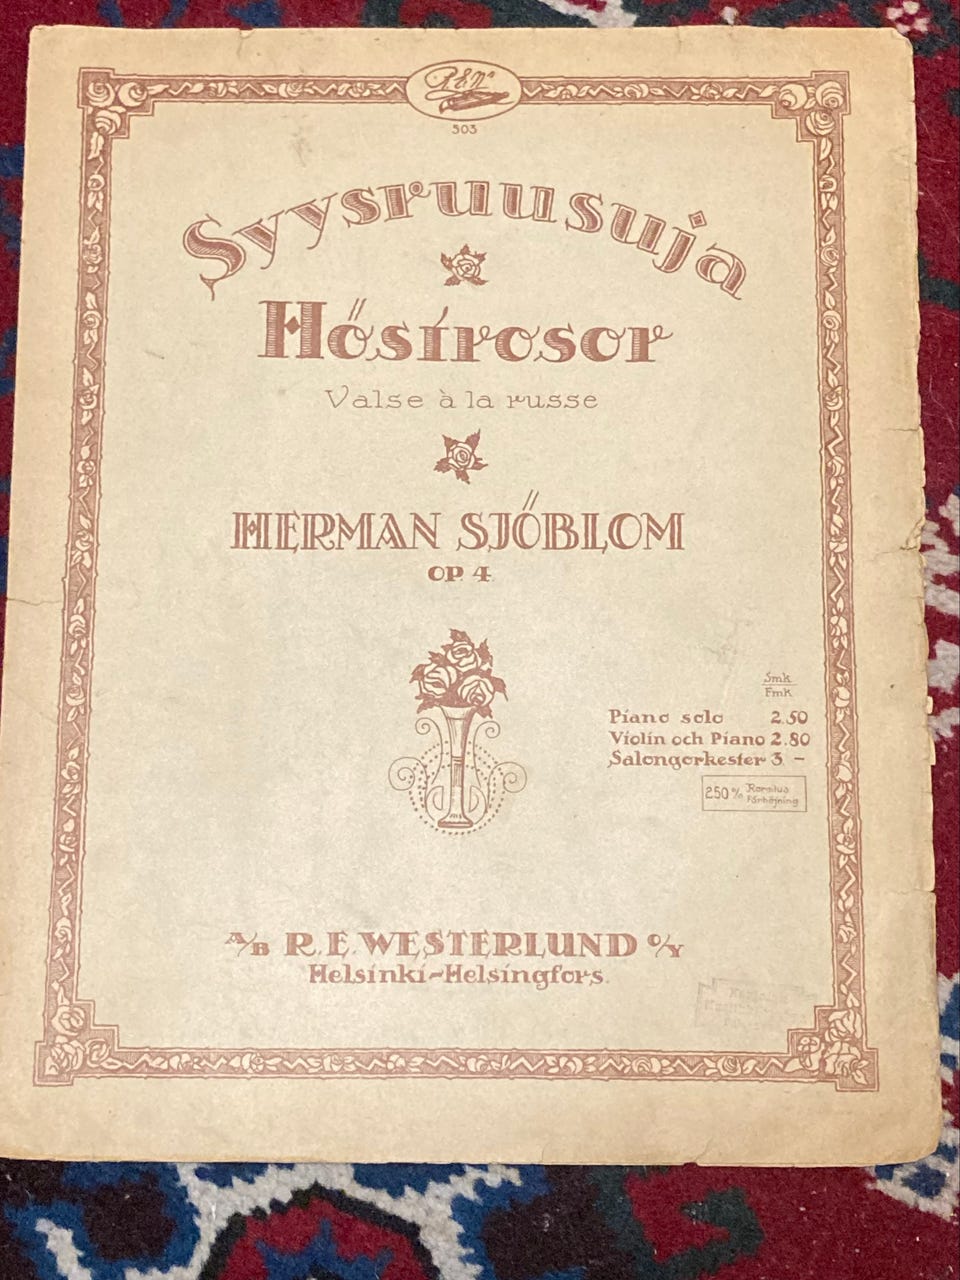 503
Syysruusuja
Höstrosor
Valse à la russe
HERMAN SJÖBLOM
OP. 4
Smk
Fmk
Piano solo 2.50
Violin och Piano 2.80
Salongorkester 3 –
250 %
Förhöjning
A/B R. E. WESTERLUND O/Y
Helsinki–Helsingfors.